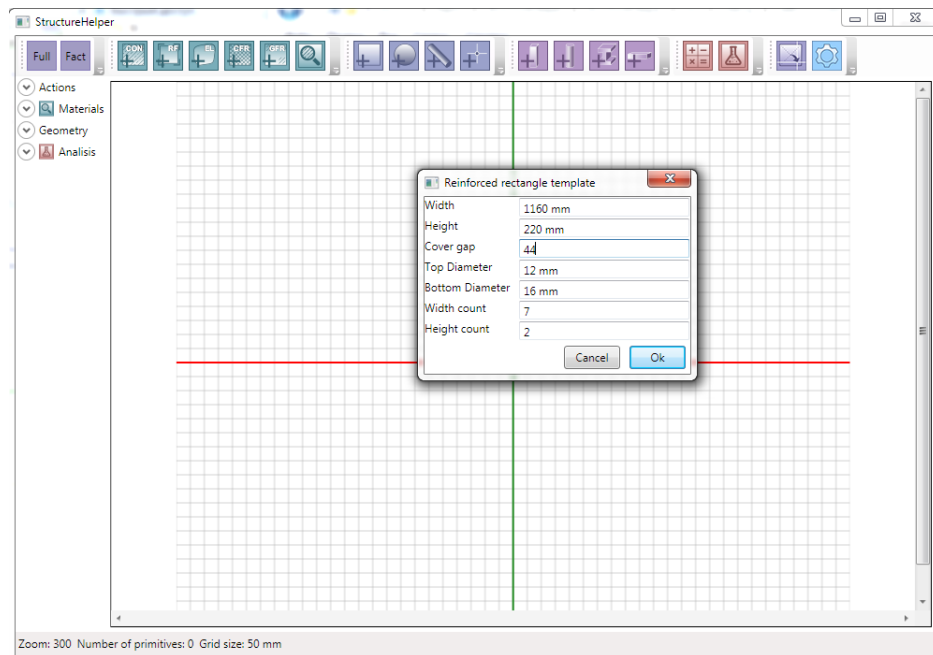 StructureHelper
Full Fact CON RF EL CFR GFR
Actions
Materials
Geometry
Analisis
Reinforced rectangle template
Width 1160 mm
Height 220 mm
Cover gap 44
Top Diameter 12 mm
Bottom Diameter 16 mm
Width count 7
Height count 2
Cancel Ok
Zoom: 300 Number of primitives: 0 Grid size: 50 mm